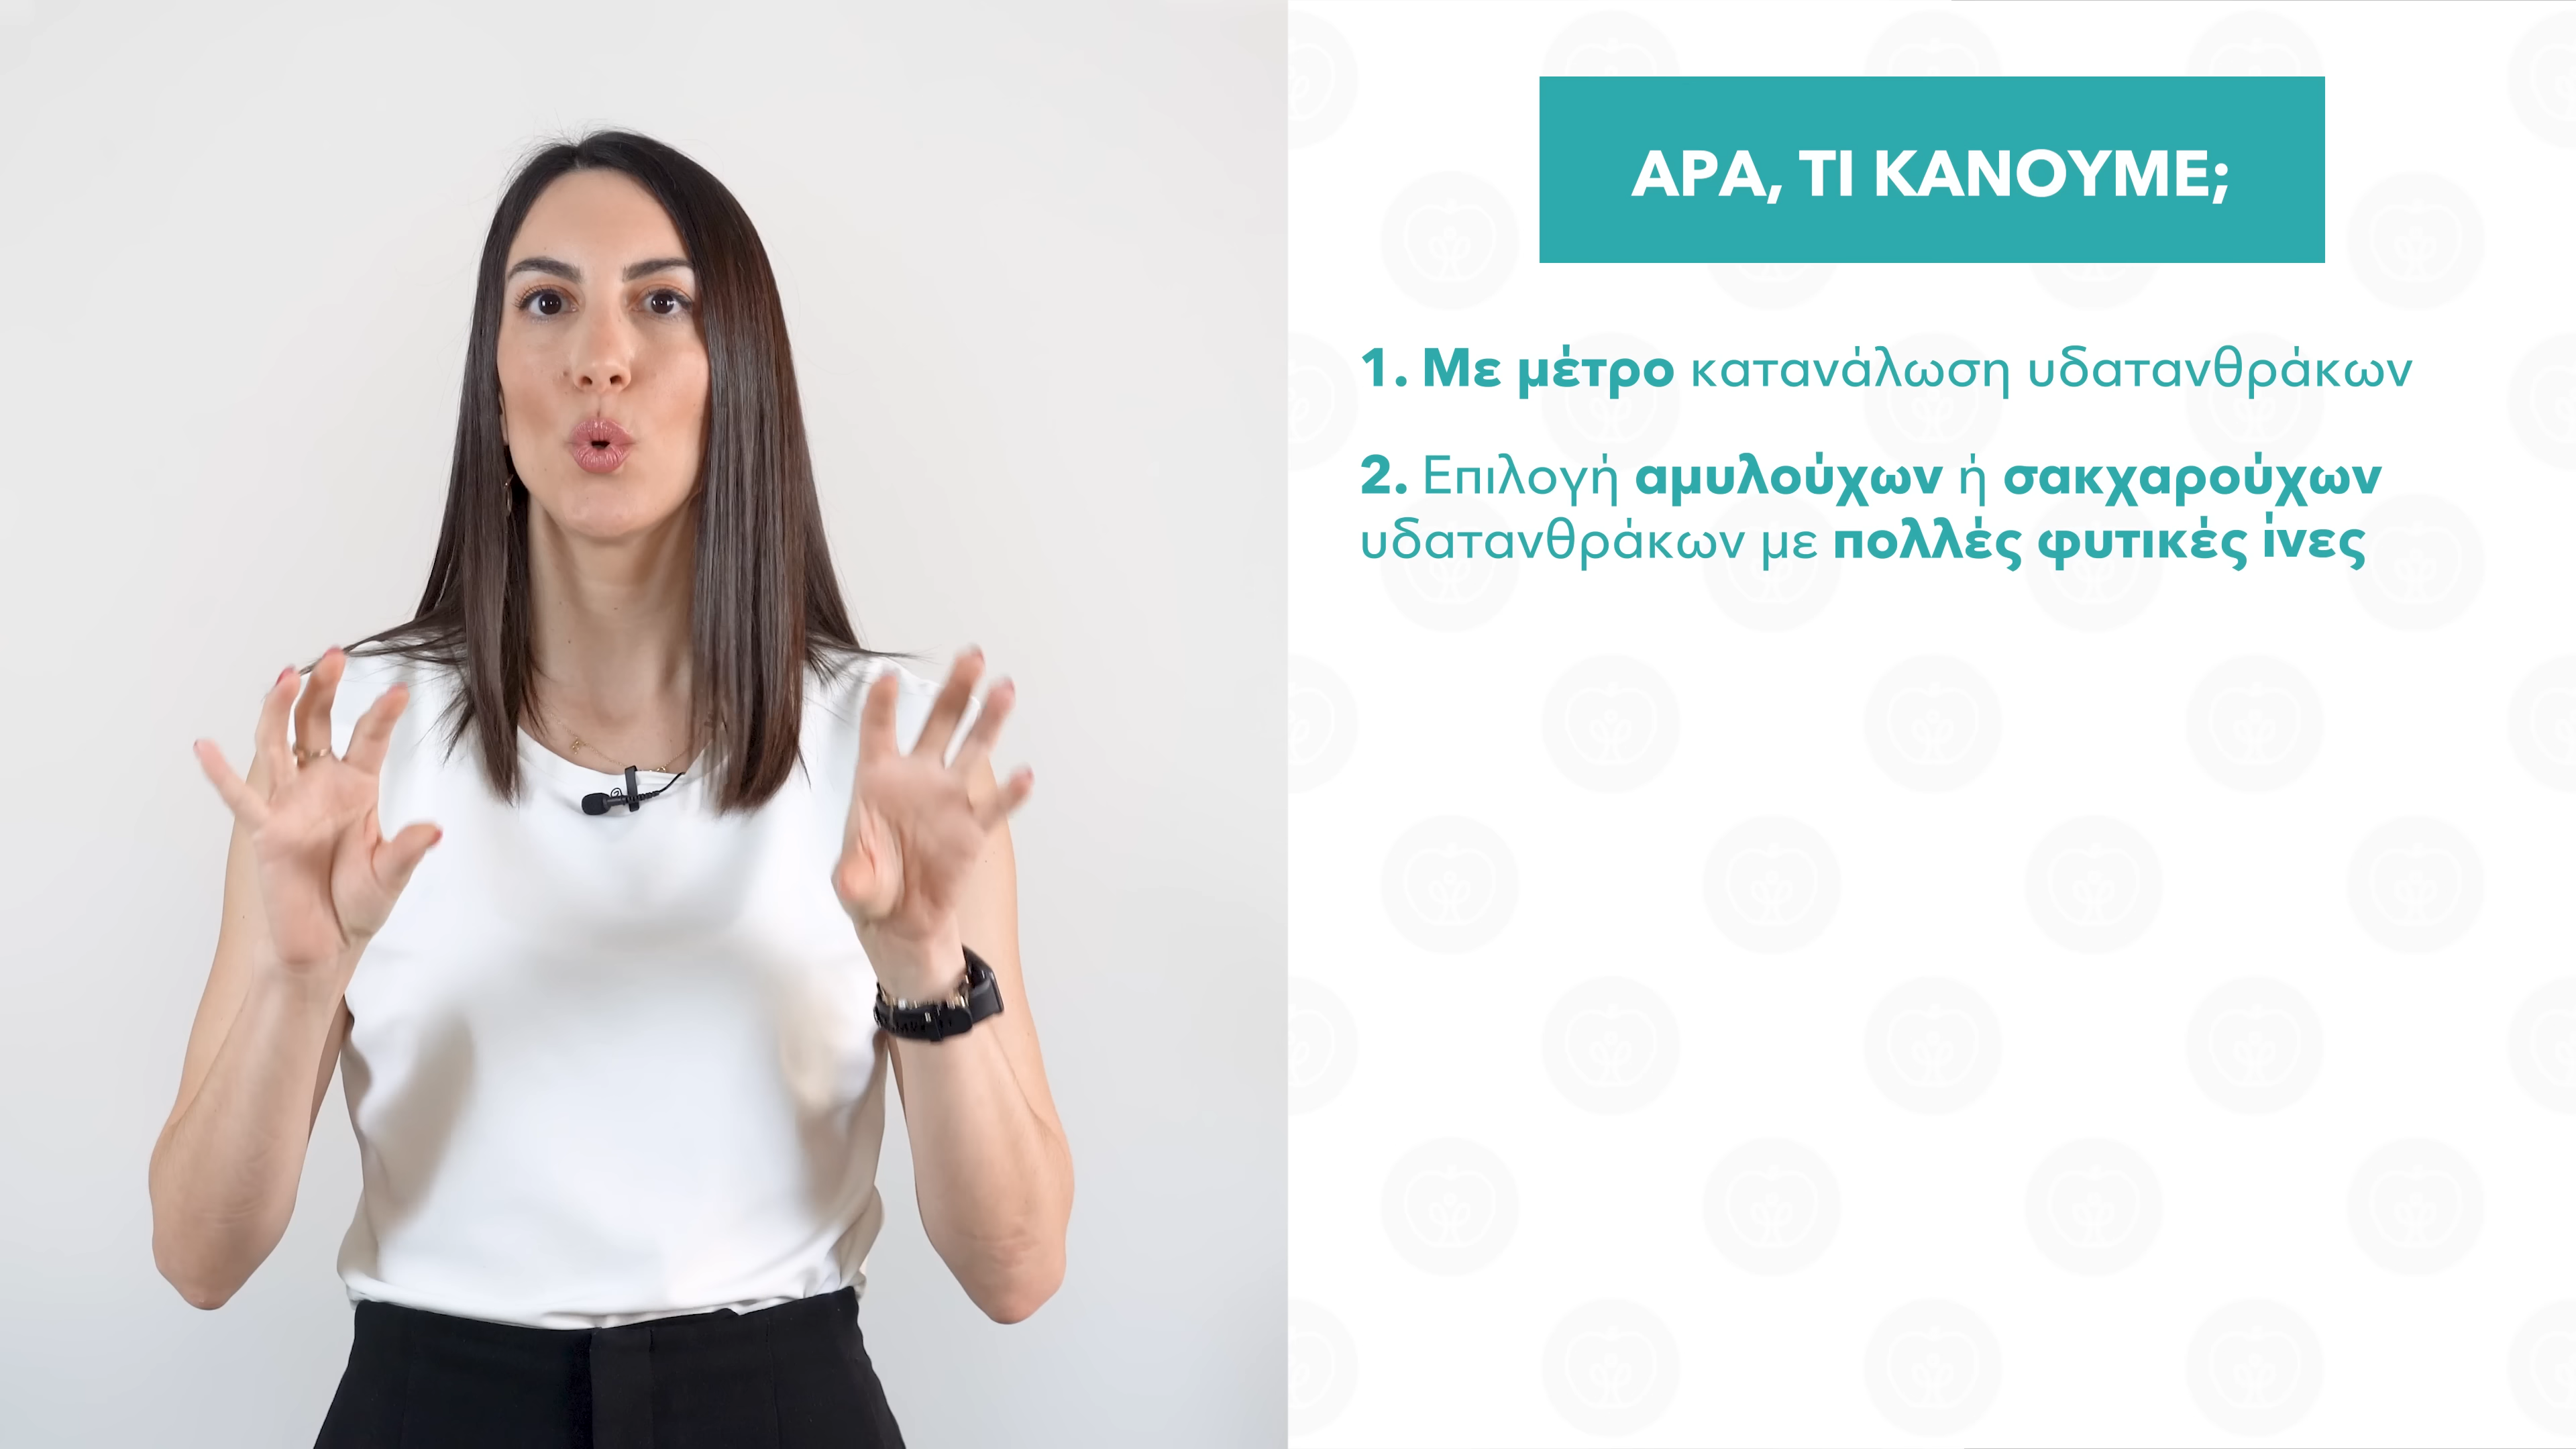 ΑΡΑ, ΤΙ ΚΑΝΟΥΜΕ;
1. Με μέτρο κατανάλωση υδατανθράκων
2. Επιλογή αμυλούχων ή σακχαρούχων
υδατανθράκων με πολλές φυτικές ίνες